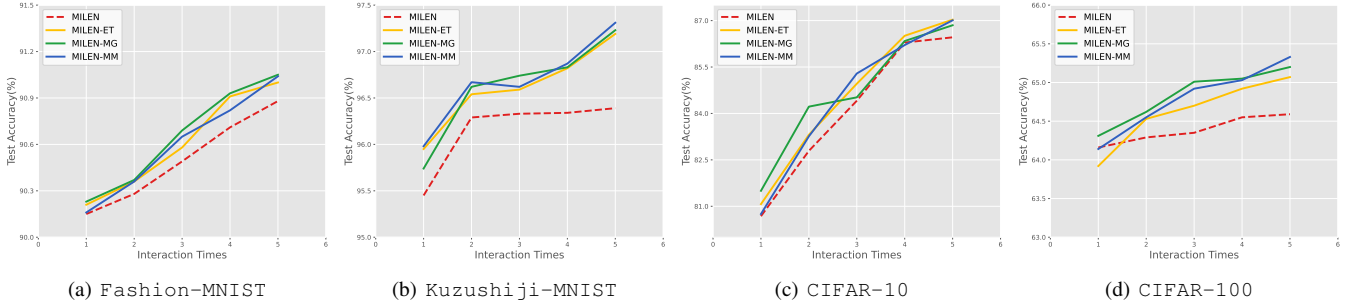 91.5
91.2
90.9
90.6
90.3
90.0
Test Accuracy(%)
MILEN
MILEN-ET
MILEN-MG
MILEN-MM
0 1 2 3 4 5 6
Interaction Times
(a) Fashion-MNIST
97.5
97.0
96.5
96.0
95.5
95.0
Test Accuracy(%)
MILEN
MILEN-ET
MILEN-MG
MILEN-MM
0 1 2 3 4 5 6
Interaction Times
(b) Kuzushiji-MNIST
87.0
85.5
84.0
82.5
81.0
Test Accuracy(%)
MILEN
MILEN-ET
MILEN-MG
MILEN-MM
0 1 2 3 4 5 6
Interaction Times
(c) CIFAR-10
66.0
65.5
65.0
64.5
64.0
63.5
63.0
Test Accuracy(%)
MILEN
MILEN-ET
MILEN-MG
MILEN-MM
0 1 2 3 4 5 6
Interaction Times
(d) CIFAR-100